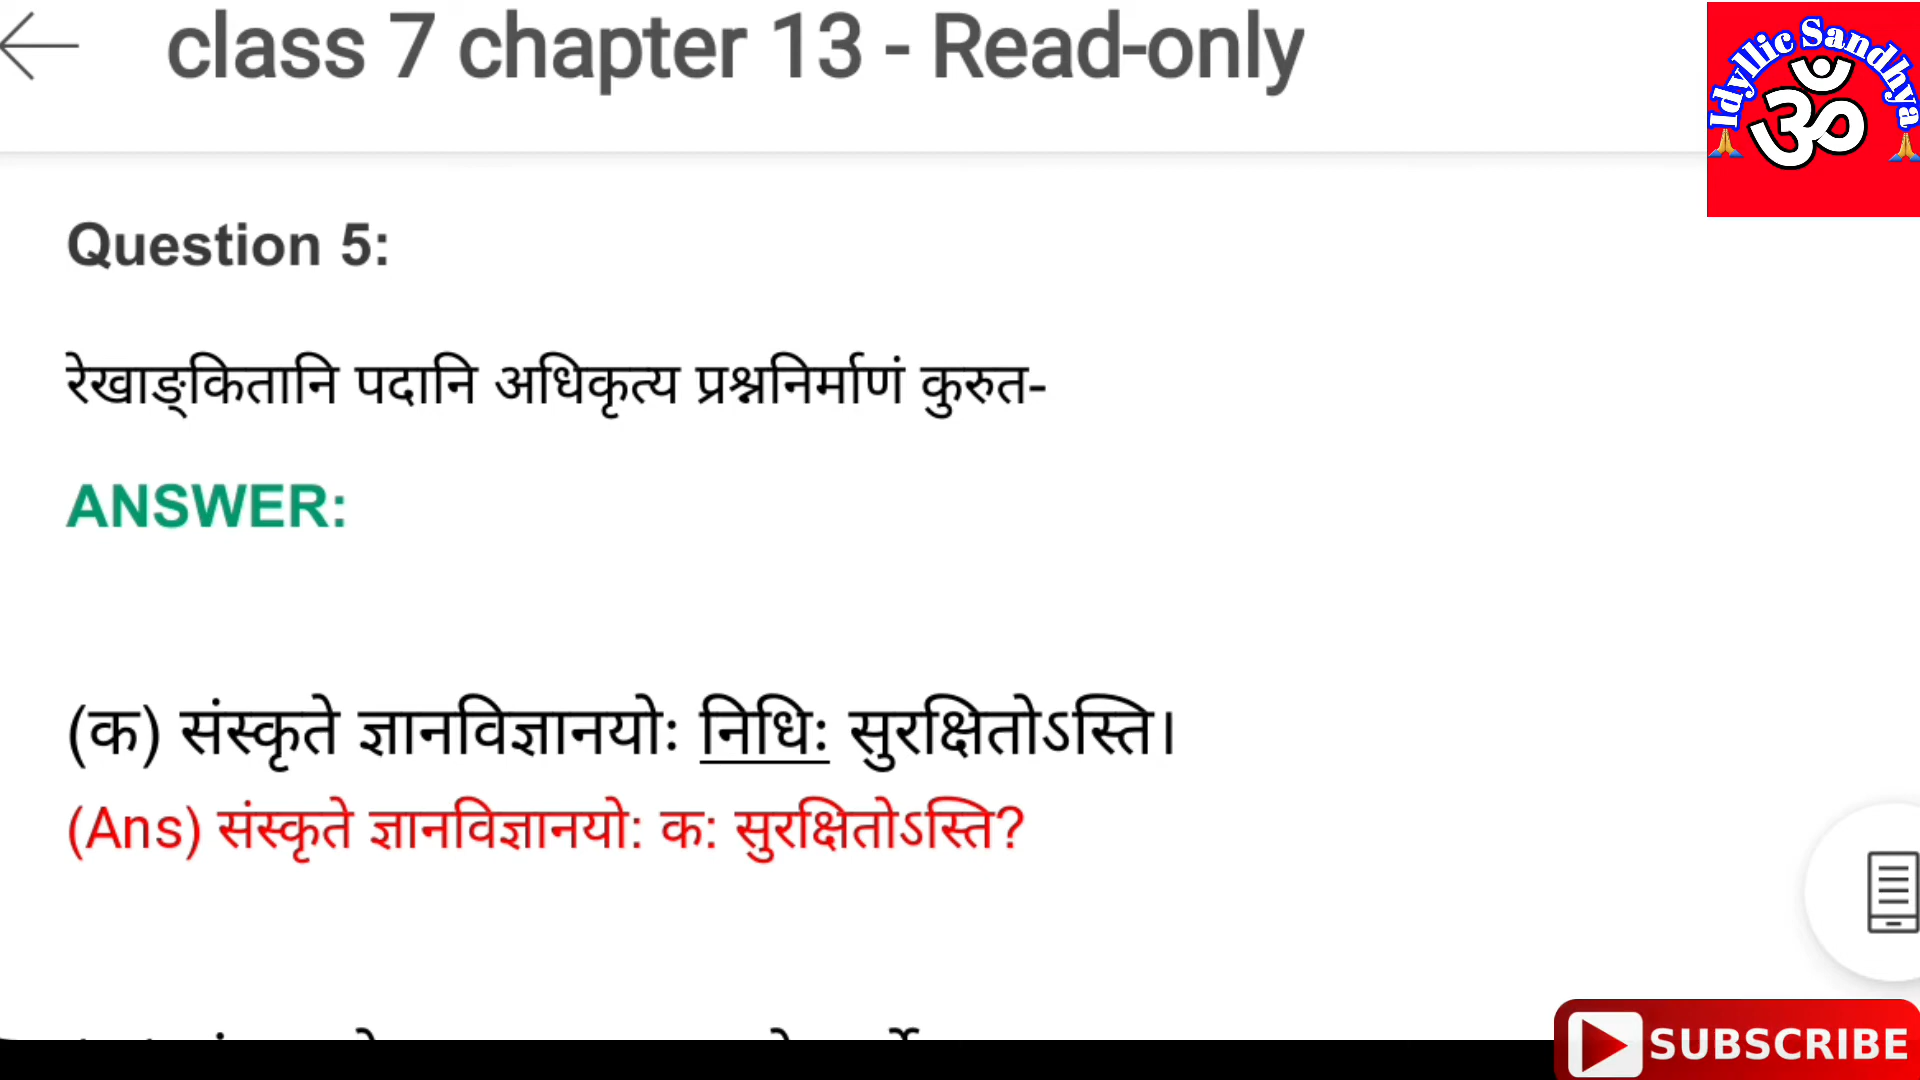 class 7 chapter 13 - Read-only
Idyllic Sandhya
ॐ
Question 5:
रेखाङ्कितानि पदानि अधिकृत्य प्रश्ननिर्माणं कुरुत-
ANSWER:
(क) संस्कृते ज्ञानविज्ञानयोः निधिः सुरक्षितोऽस्ति।
(Ans) संस्कृते ज्ञानविज्ञानयो: क: सुरक्षितोऽस्ति?
SUBSCRIBE